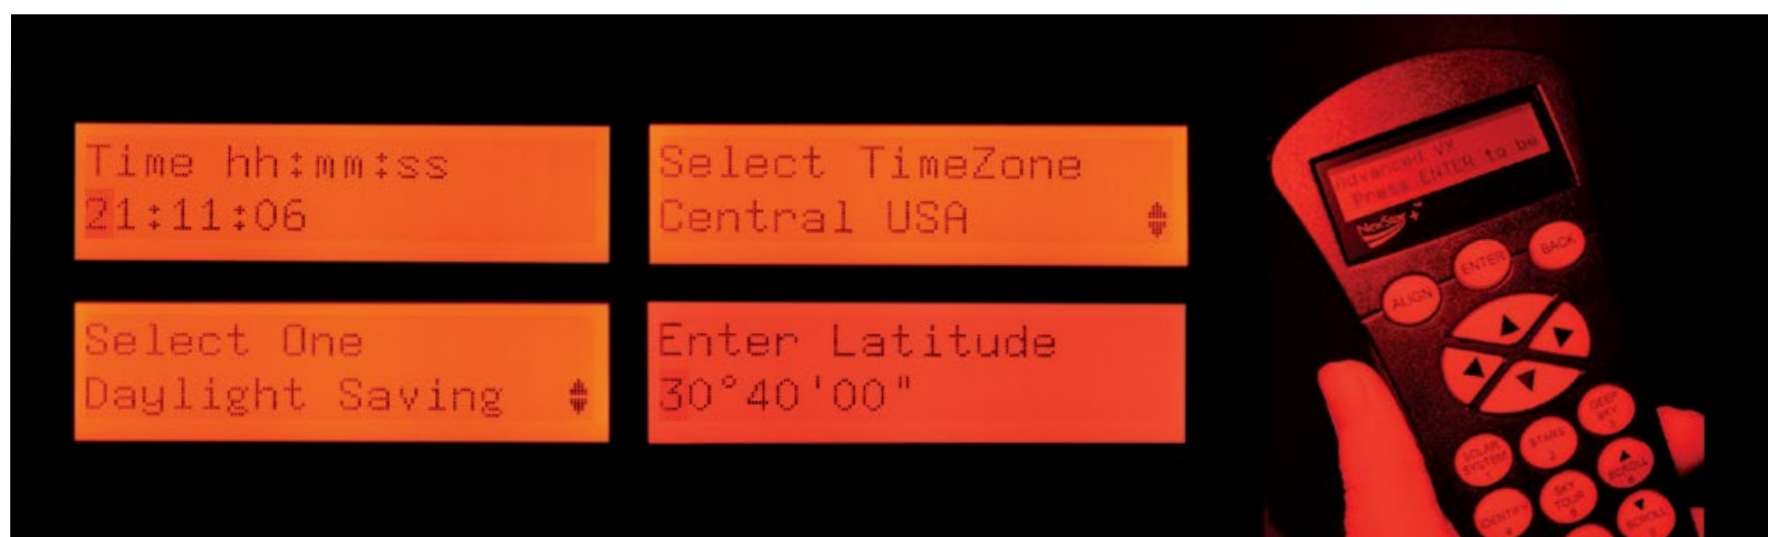 Time hh:mm:ss
21:11:06
Select TimeZone
Central USA
Select One
Daylight Saving
Enter Latitude
30°40'00"
Advanced VX
Press ENTER to be
NexStar+
ALIGN
ENTER
BACK
SOLAR
SYSTEM
1
STARS
2
DEEP
SKY
3
IDENTIFY
4
SKY
TOUR
5
SCROLL
6
SCROLL